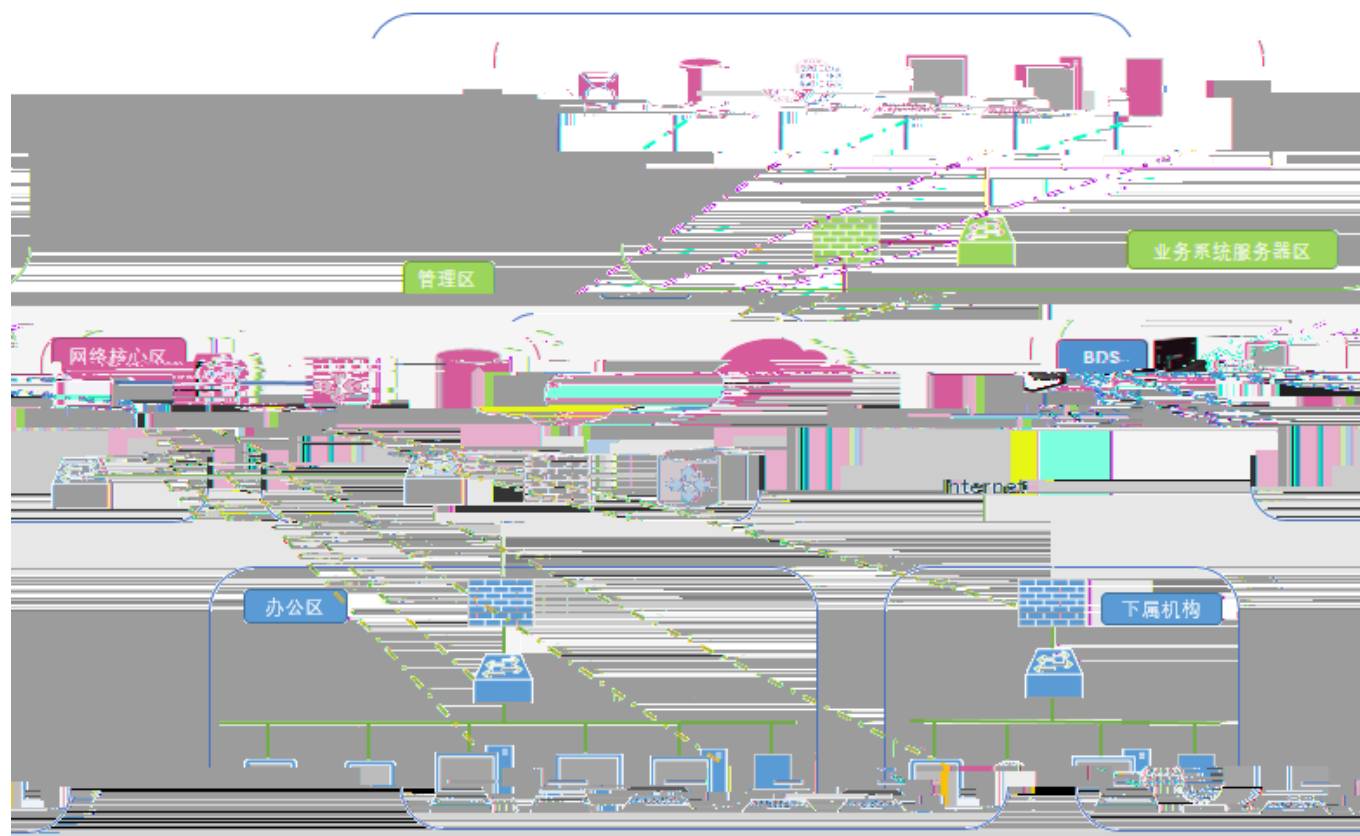 管理区
业务系统服务器区
网终核心区
BDS
Internet
办公区
下属机构